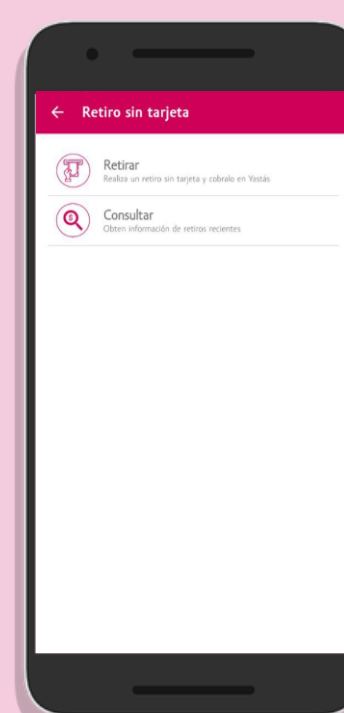 Retiro sin tarjeta
Retirar
Realiza un retiro sin tarjeta y cobralo en Yastás
Consultar
Obten información de retiros recientes